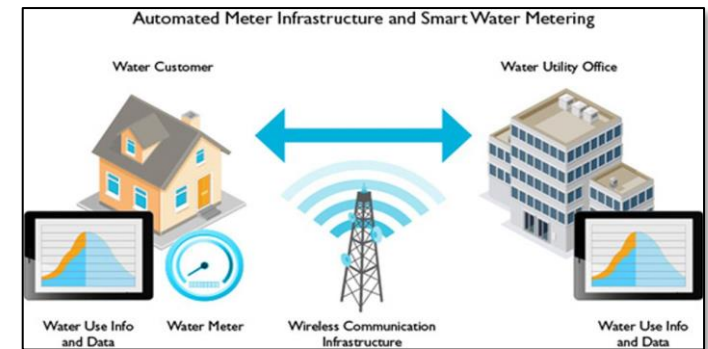 Automated Meter Infrastructure and Smart Water Metering
Water Customer
Water Utility Office
Water Use Info
and Data
Water Meter
Wireless Communication
Infrastructure
Water Use Info
and Data